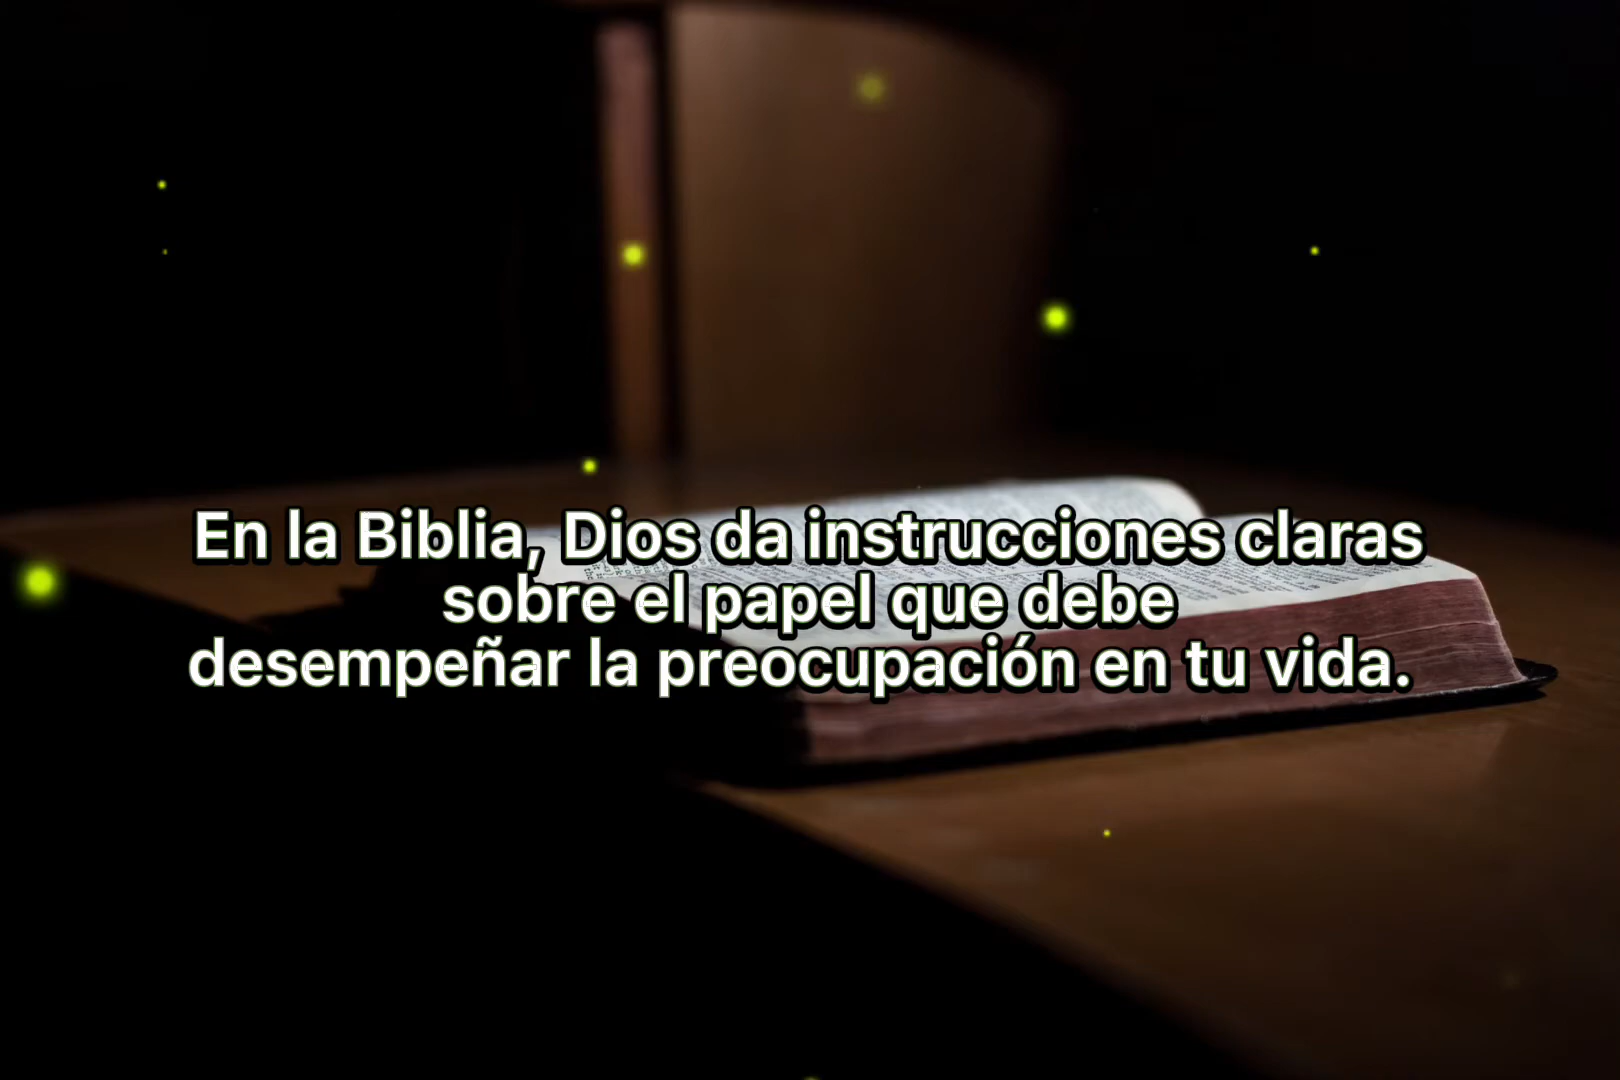 En la Biblia, Dios da instrucciones claras
sobre el papel que debe
desempeñar la preocupación en tu vida.